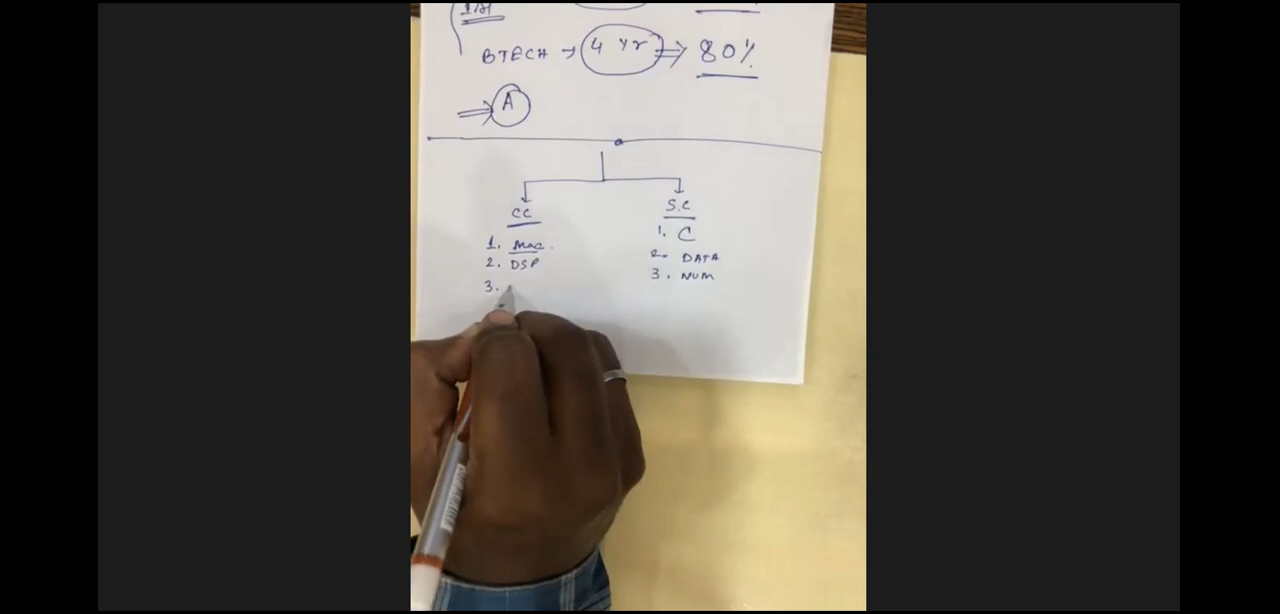 BTECH → 4 Yr ⇒ 80%
⇒ A
CC
1. Mac.
2. DSP
3.
S.C
1. C
2. DATA
3. NUM